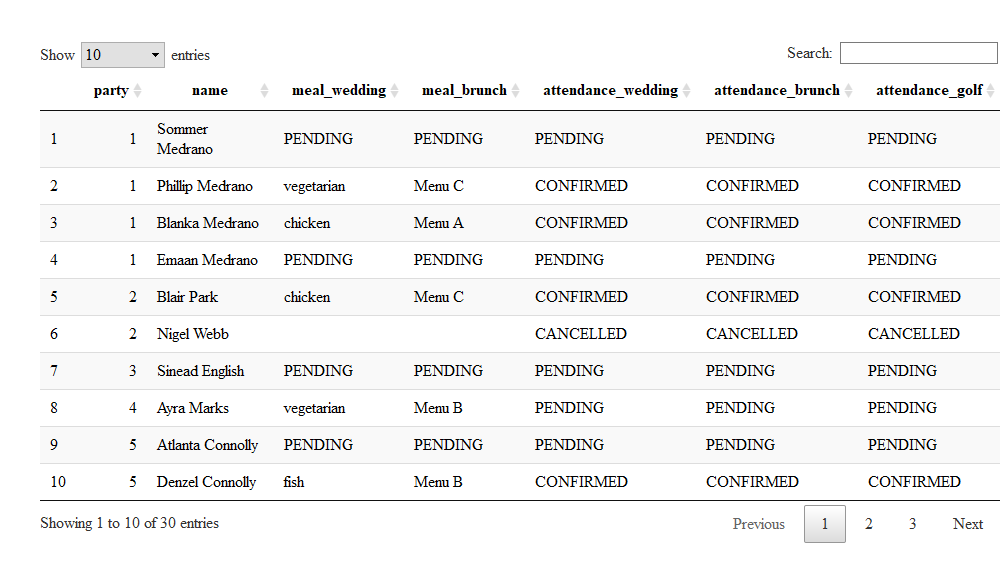 Show 10 entries Search:
party name meal_wedding meal_brunch attendance_wedding attendance_brunch attendance_golf
1 1 Sommer Medrano PENDING PENDING PENDING PENDING PENDING
2 1 Phillip Medrano vegetarian Menu C CONFIRMED CONFIRMED CONFIRMED
3 1 Blanka Medrano chicken Menu A CONFIRMED CONFIRMED CONFIRMED
4 1 Emaan Medrano PENDING PENDING PENDING PENDING PENDING
5 2 Blair Park chicken Menu C CONFIRMED CONFIRMED CONFIRMED
6 2 Nigel Webb CANCELLED CANCELLED CANCELLED
7 3 Sinead English PENDING PENDING PENDING PENDING PENDING
8 4 Ayra Marks vegetarian Menu B PENDING PENDING PENDING
9 5 Atlanta Connolly PENDING PENDING PENDING PENDING PENDING
10 5 Denzel Connolly fish Menu B CONFIRMED CONFIRMED CONFIRMED
Showing 1 to 10 of 30 entries Previous 1 2 3 Next